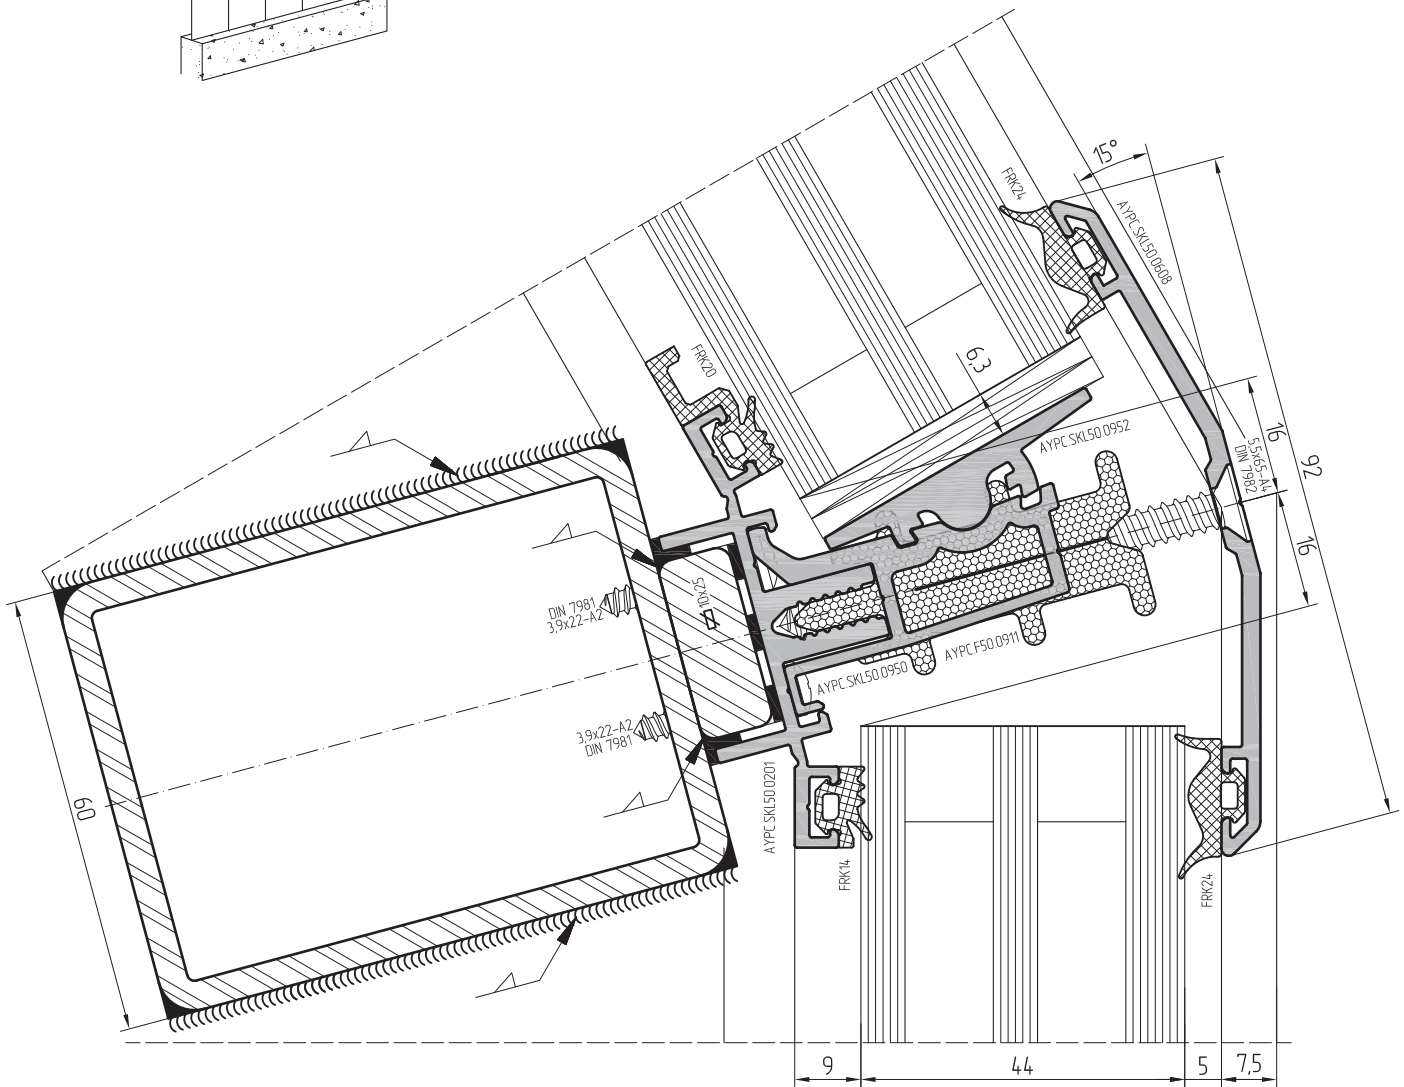 15°
FRK24
AYPC.SKL50.0608
FRK20
6,3
AYPC.SKL50.0952
16
92
5,5x65-A4
DIN 7982
16
DIN 7981
3,9x22-A2
10x25
AYPC.F50.0911
AYPC.SKL50.0950
3,9x22-A2
DIN 7981
60
AYPC.SKL50.0201
FRK14
FRK24
9
44
5
7,5